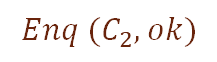 Enq (C₂, ok)